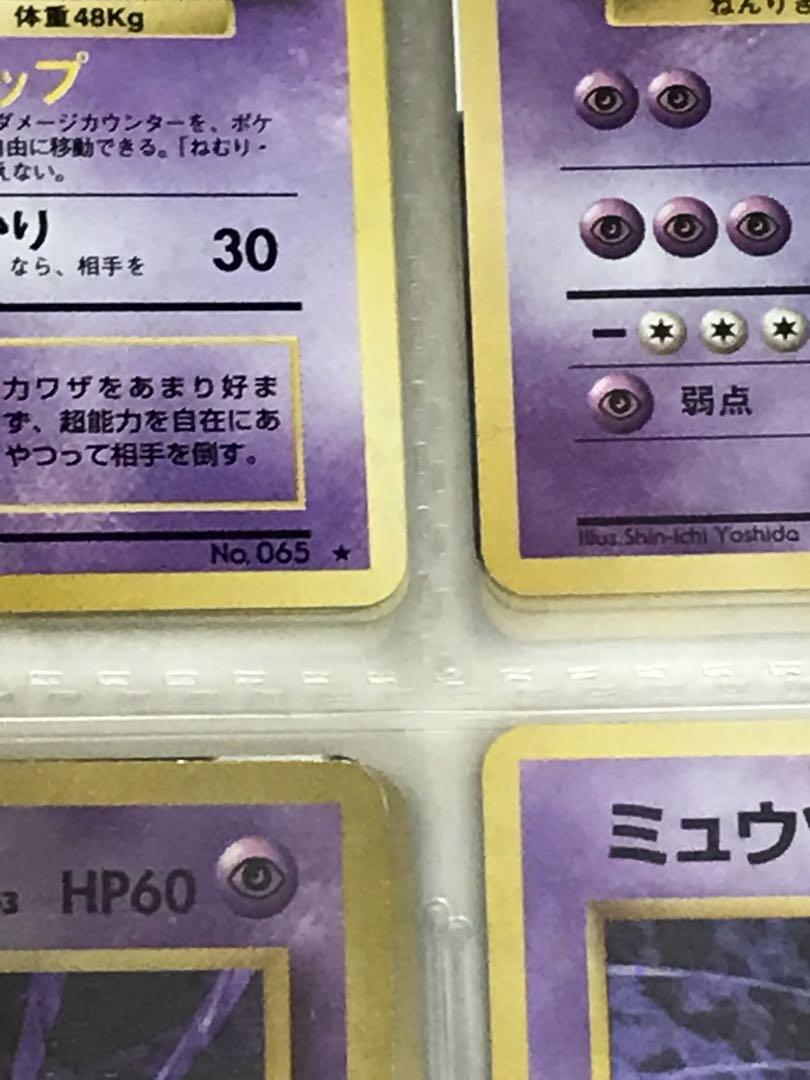 体重48Kg
ップ
ダメージカウンターを、ポケ
自由に移動できる。「ねむり・
えない。
かり
なら、相手を
30
カワザをあまり好ま
ず、超能力を自在にあ
やつって相手を倒す。
No.065 ★
ねんりき
弱点
Illus. Shin-ichi Yoshida
HP60
ミュウ